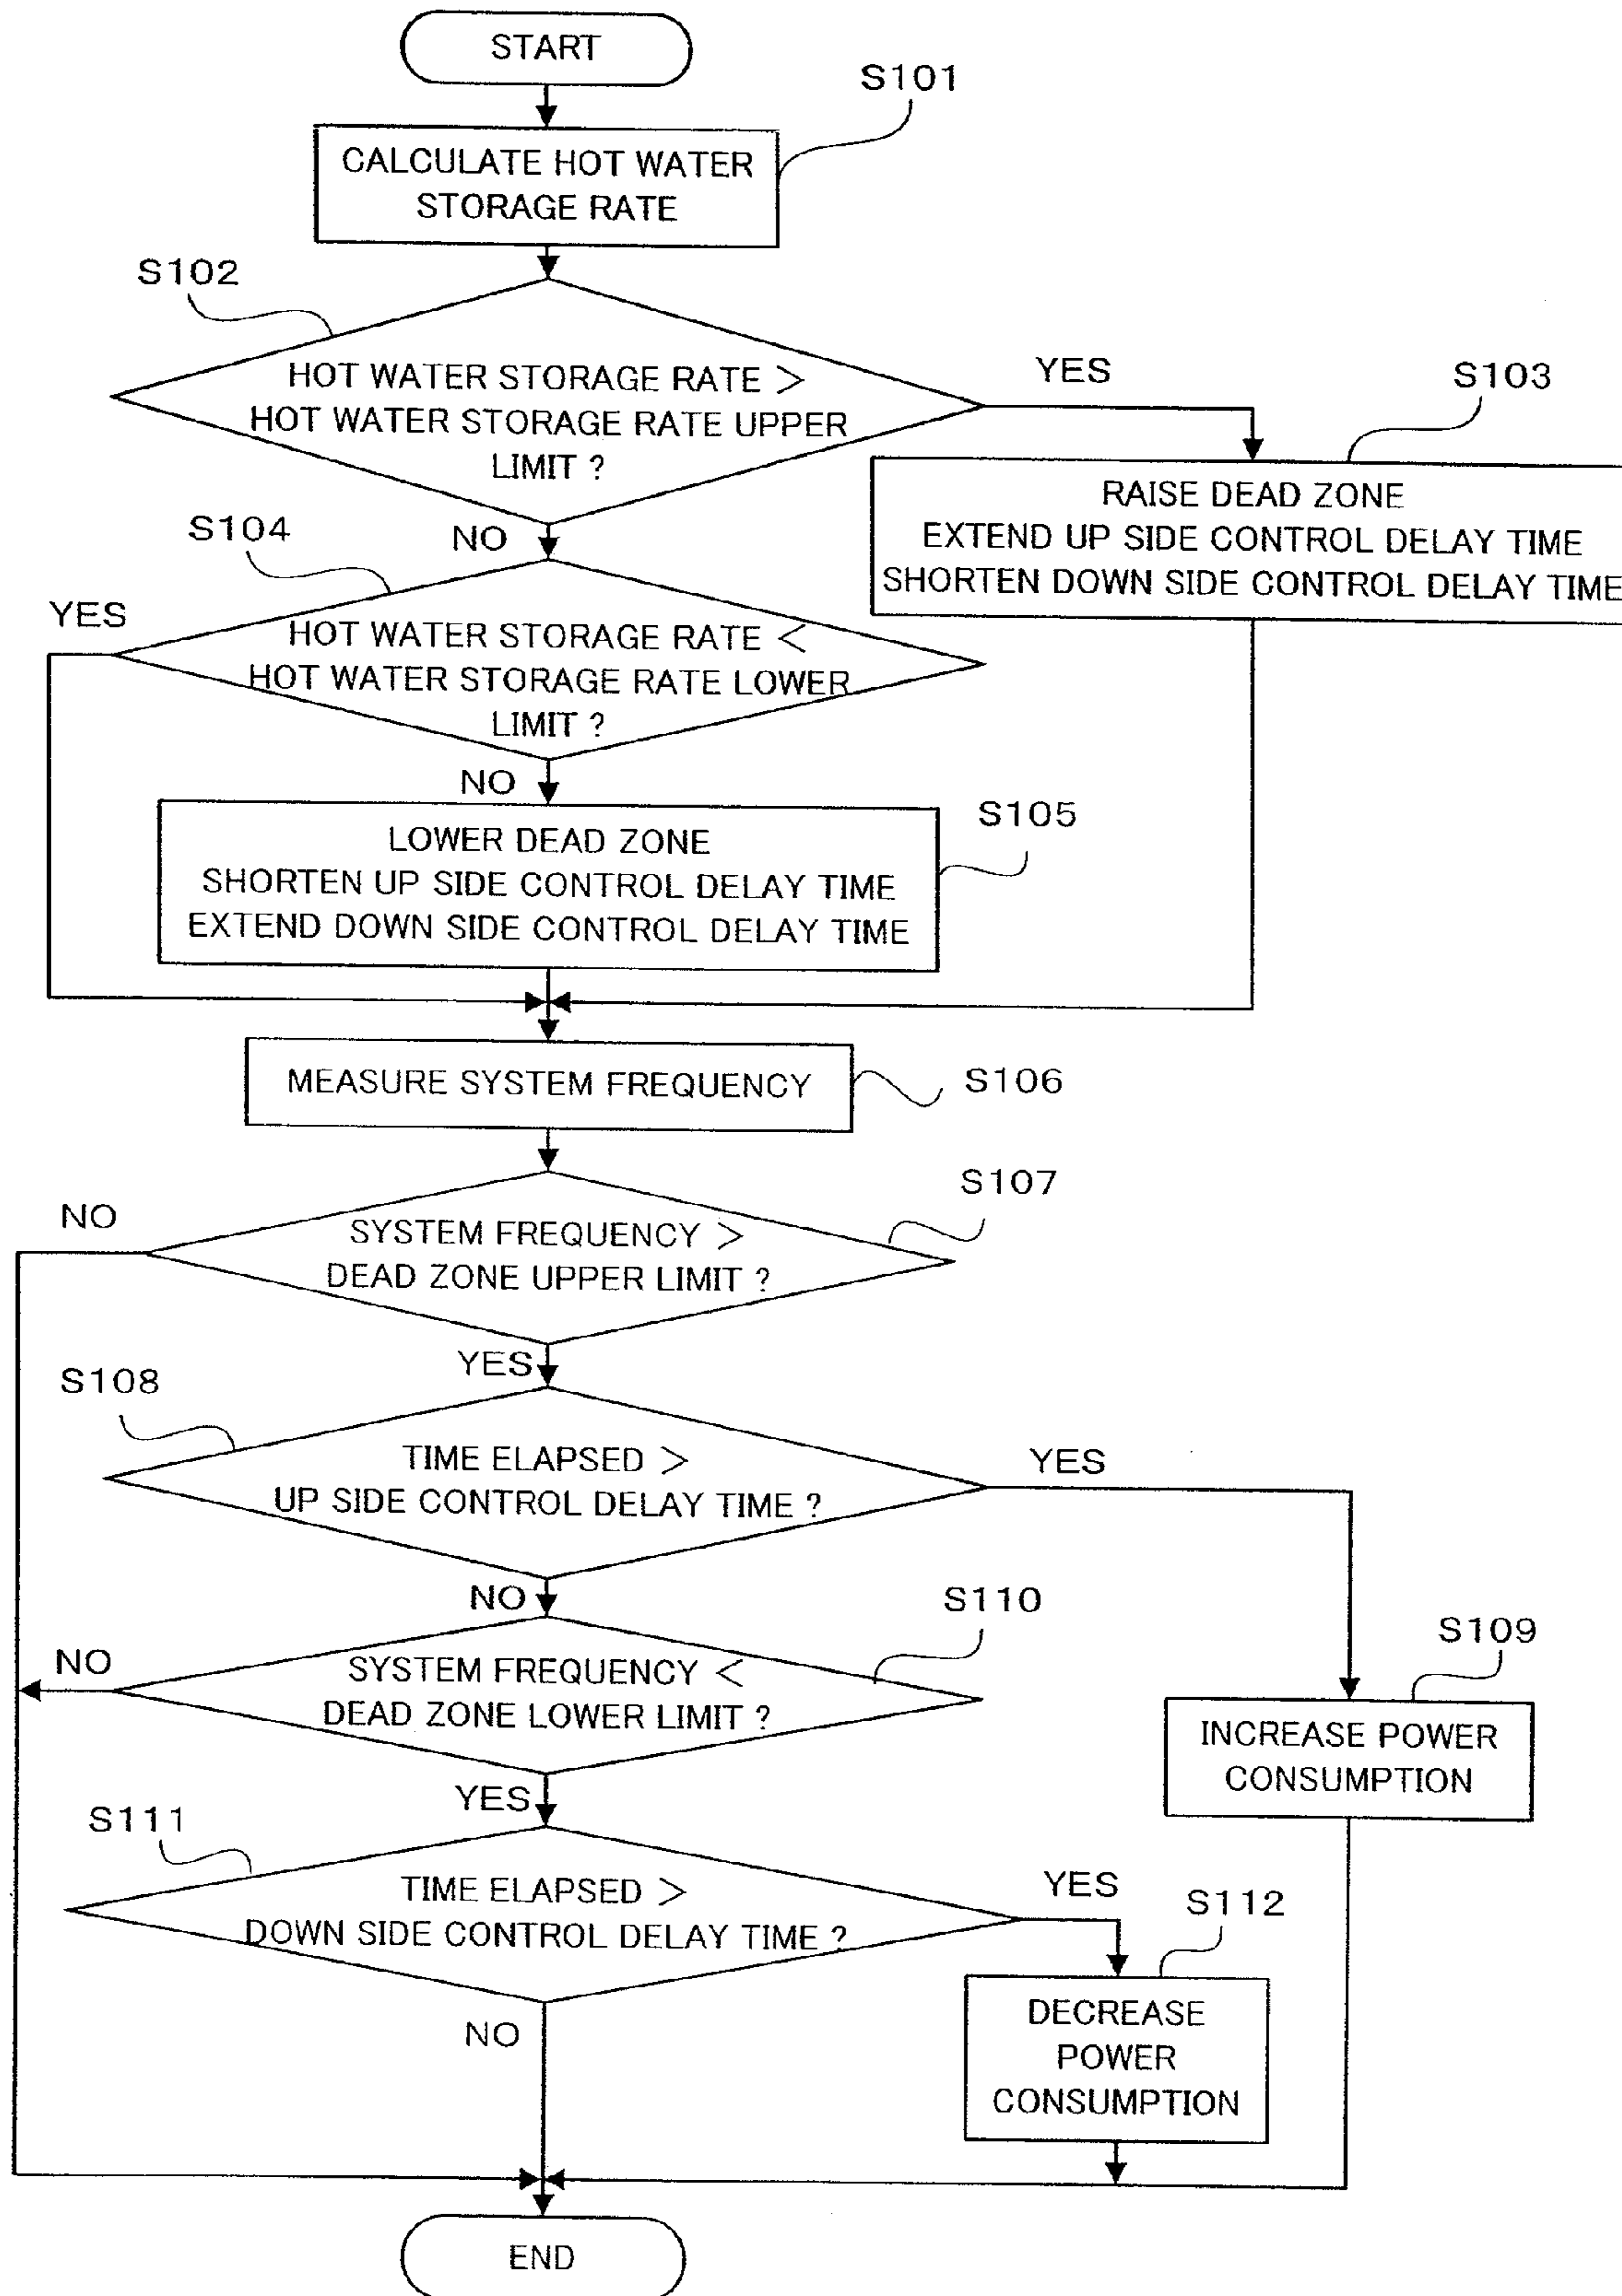 START
S101
CALCULATE HOT WATER
STORAGE RATE
S102
HOT WATER STORAGE RATE >
HOT WATER STORAGE RATE UPPER
LIMIT ?
YES
S103
RAISE DEAD ZONE
EXTEND UP SIDE CONTROL DELAY TIME
SHORTEN DOWN SIDE CONTROL DELAY TIME
NO
S104
YES
HOT WATER STORAGE RATE <
HOT WATER STORAGE RATE LOWER
LIMIT ?
NO
S105
LOWER DEAD ZONE
SHORTEN UP SIDE CONTROL DELAY TIME
EXTEND DOWN SIDE CONTROL DELAY TIME
MEASURE SYSTEM FREQUENCY
S106
S107
NO
SYSTEM FREQUENCY >
DEAD ZONE UPPER LIMIT ?
YES
S108
TIME ELAPSED >
UP SIDE CONTROL DELAY TIME ?
YES
NO
S110
S109
NO
SYSTEM FREQUENCY <
DEAD ZONE LOWER LIMIT ?
INCREASE POWER
CONSUMPTION
YES
S111
TIME ELAPSED >
DOWN SIDE CONTROL DELAY TIME ?
YES
S112
DECREASE
POWER
CONSUMPTION
NO
END